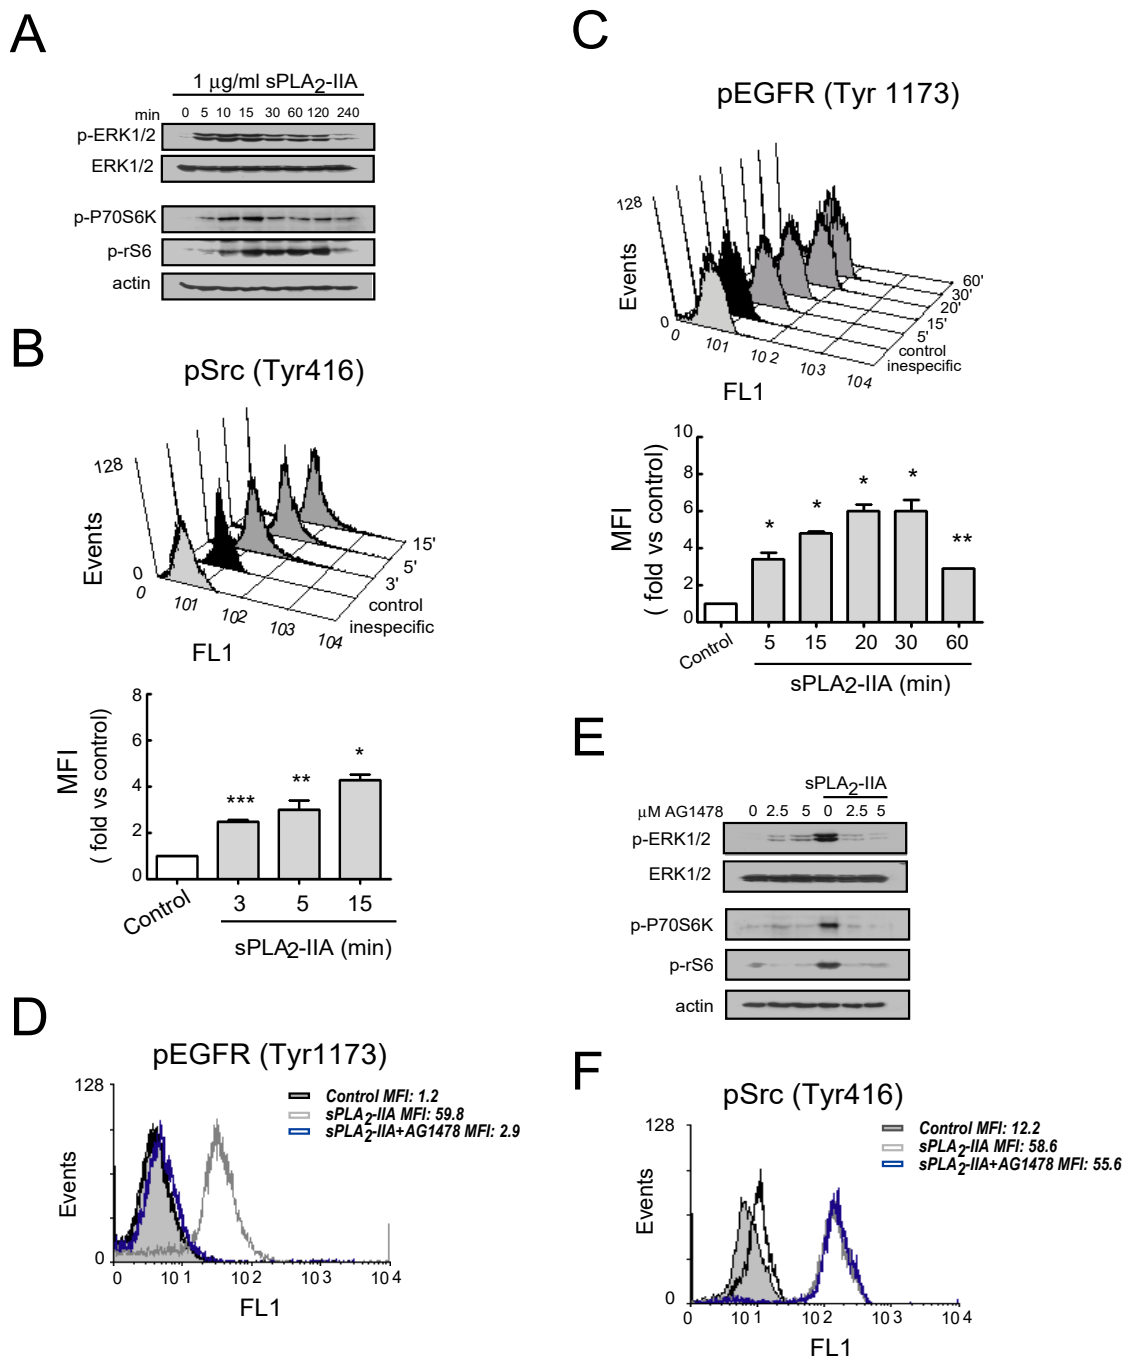 A
1 µg/ml sPLA2-IIA
min 0 5 10 15 30 60 120 240
p-ERK1/2
ERK1/2
p-P70S6K
p-rS6
actin
B
pSrc (Tyr416)
128
Events
0
0 101 102 103 104
15'
5'
3'
control
inespecific
FL1
8
6
4
2
0
MFI
( fold vs control)
*** ** *
Control 3 5 15
sPLA2-IIA (min)
C
pEGFR (Tyr 1173)
128
Events
0
0 101 102 103 104
60'
30'
20'
15'
5'
control
inespecific
FL1
10
8
6
4
2
0
MFI
( fold vs control)
* * * * **
Control 5 15 20 30 60
sPLA2-IIA (min)
D
pEGFR (Tyr1173)
128
Events
0
Control MFI: 1.2
sPLA2-IIA MFI: 59.8
sPLA2-IIA+AG1478 MFI: 2.9
0 101 102 103 104
FL1
E
sPLA2-IIA
µM AG1478 0 2.5 5 0 2.5 5
p-ERK1/2
ERK1/2
p-P70S6K
p-rS6
actin
F
pSrc (Tyr416)
128
Events
0
Control MFI: 12.2
sPLA2-IIA MFI: 58.6
sPLA2-IIA+AG1478 MFI: 55.6
0 101 102 103 104
FL1